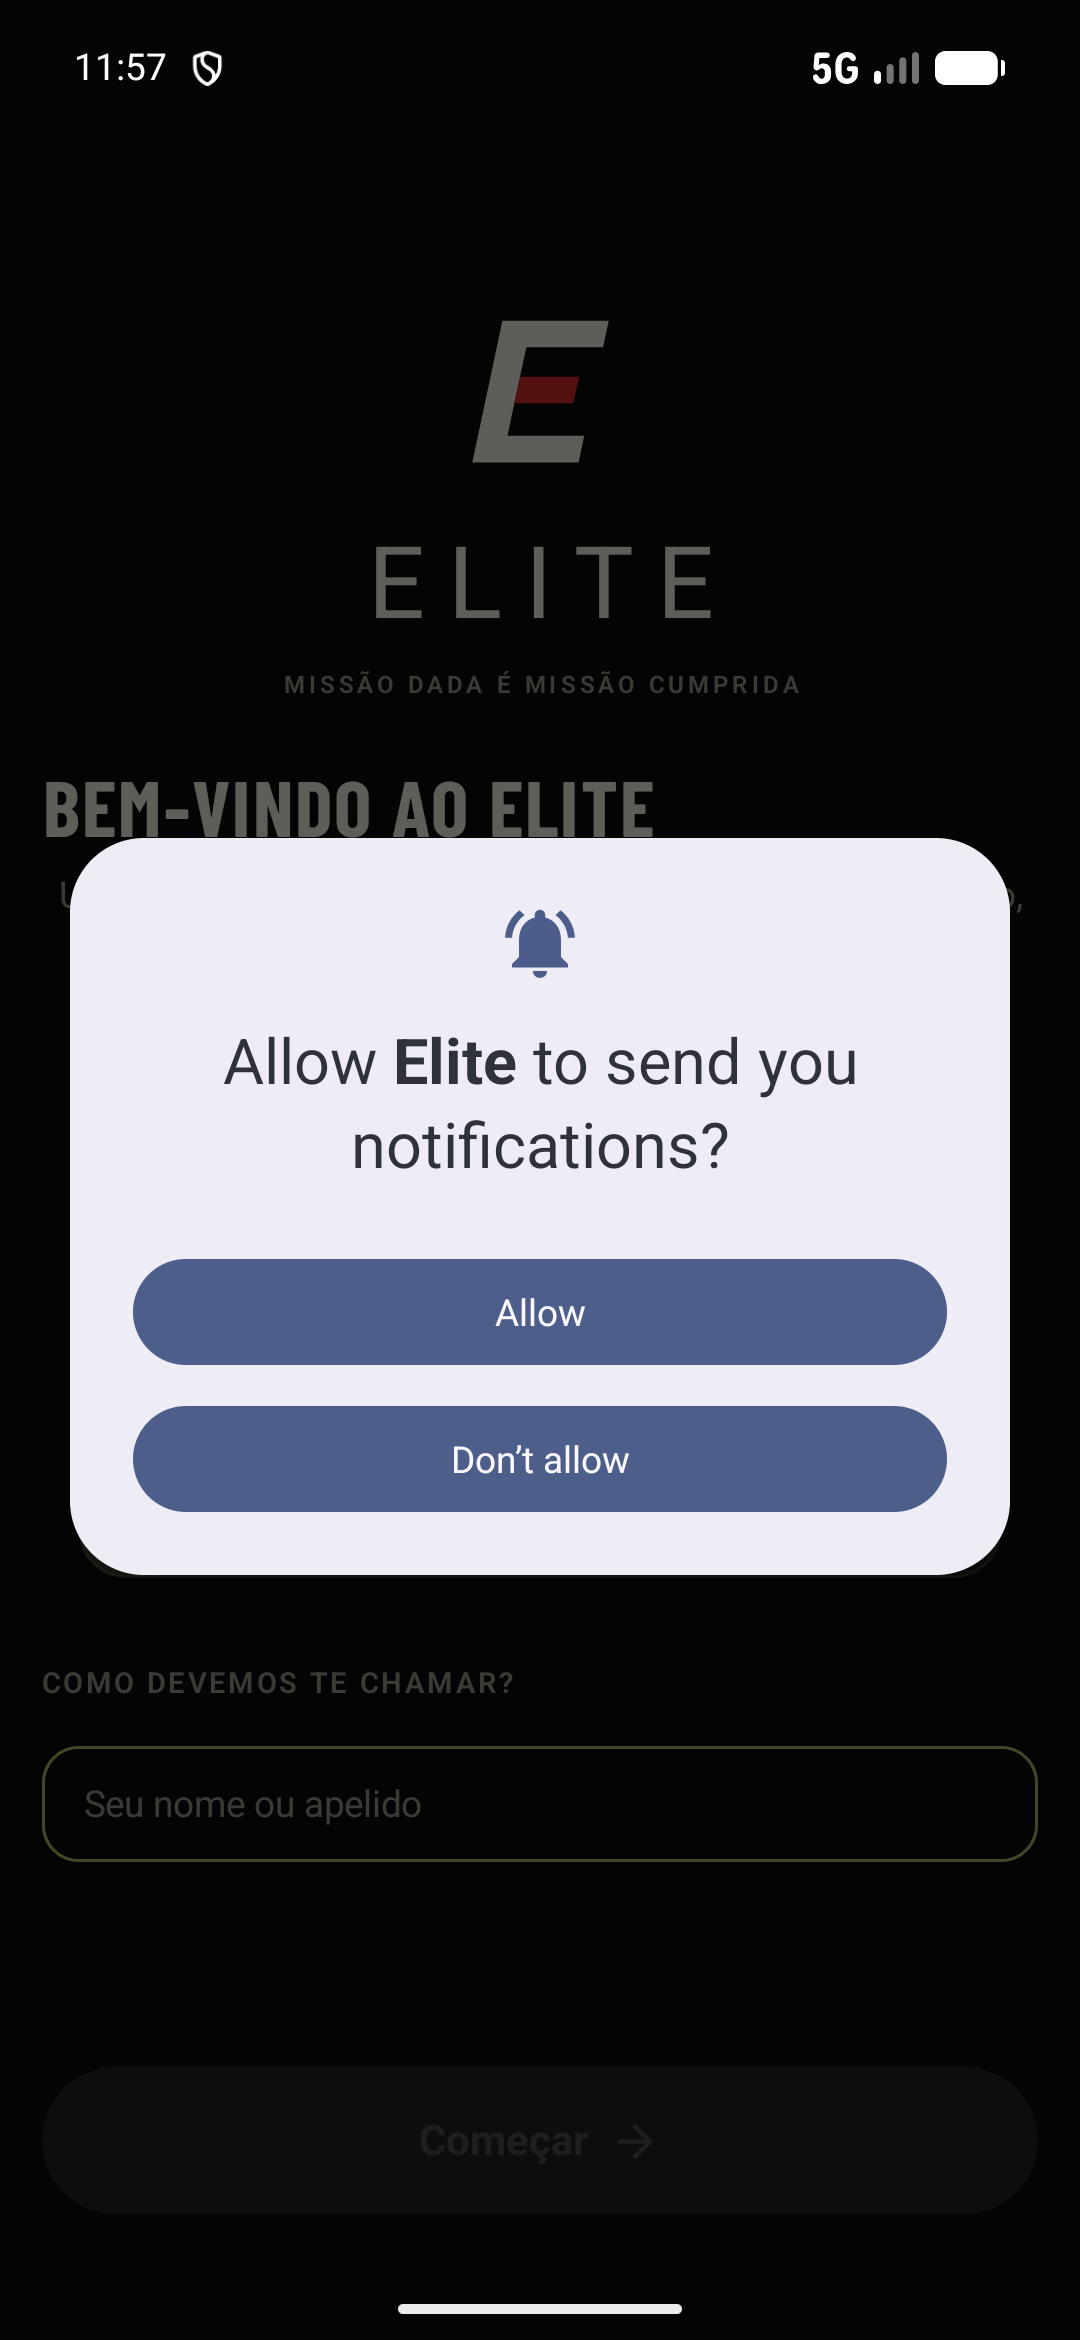 11:57
5G
E
ELITE
MISSÃO DADA É MISSÃO CUMPRIDA
BEM-VINDO AO ELITE
Allow Elite to send you
notifications?
Allow
Don’t allow
COMO DEVEMOS TE CHAMAR?
Seu nome ou apelido
Começar